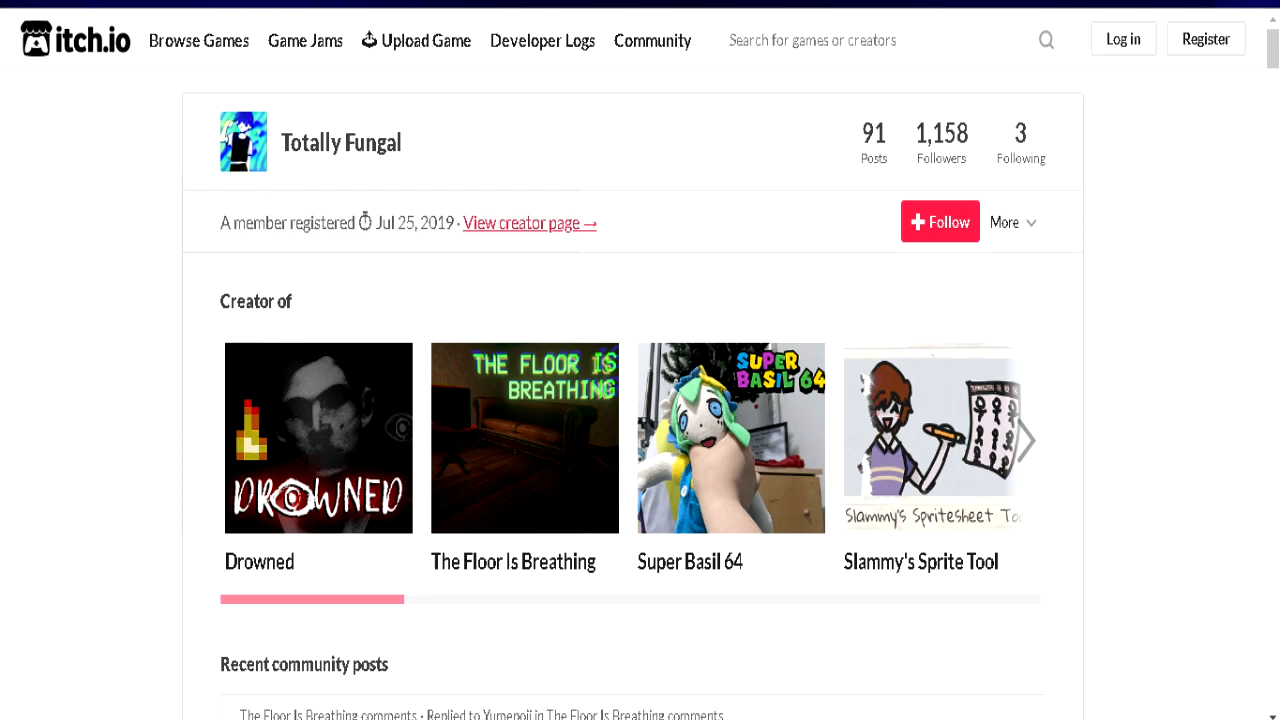 itch.io Browse Games Game Jams Upload Game Developer Logs Community Search for games or creators Log in Register
Totally Fungal
91 1,158 3
Posts Followers Following
A member registered Jul 25, 2019 · View creator page → Follow More
Creator of
THE FLOOR IS
BREATHING
SUPER
BASIL 64
DROWNED
Slammy's Spritesheet To
Drowned The Floor Is Breathing Super Basil 64 Slammy's Sprite Tool
Recent community posts
The Floor Is Breathing comments · Replied to Yumenoii in The Floor Is Breathing comments